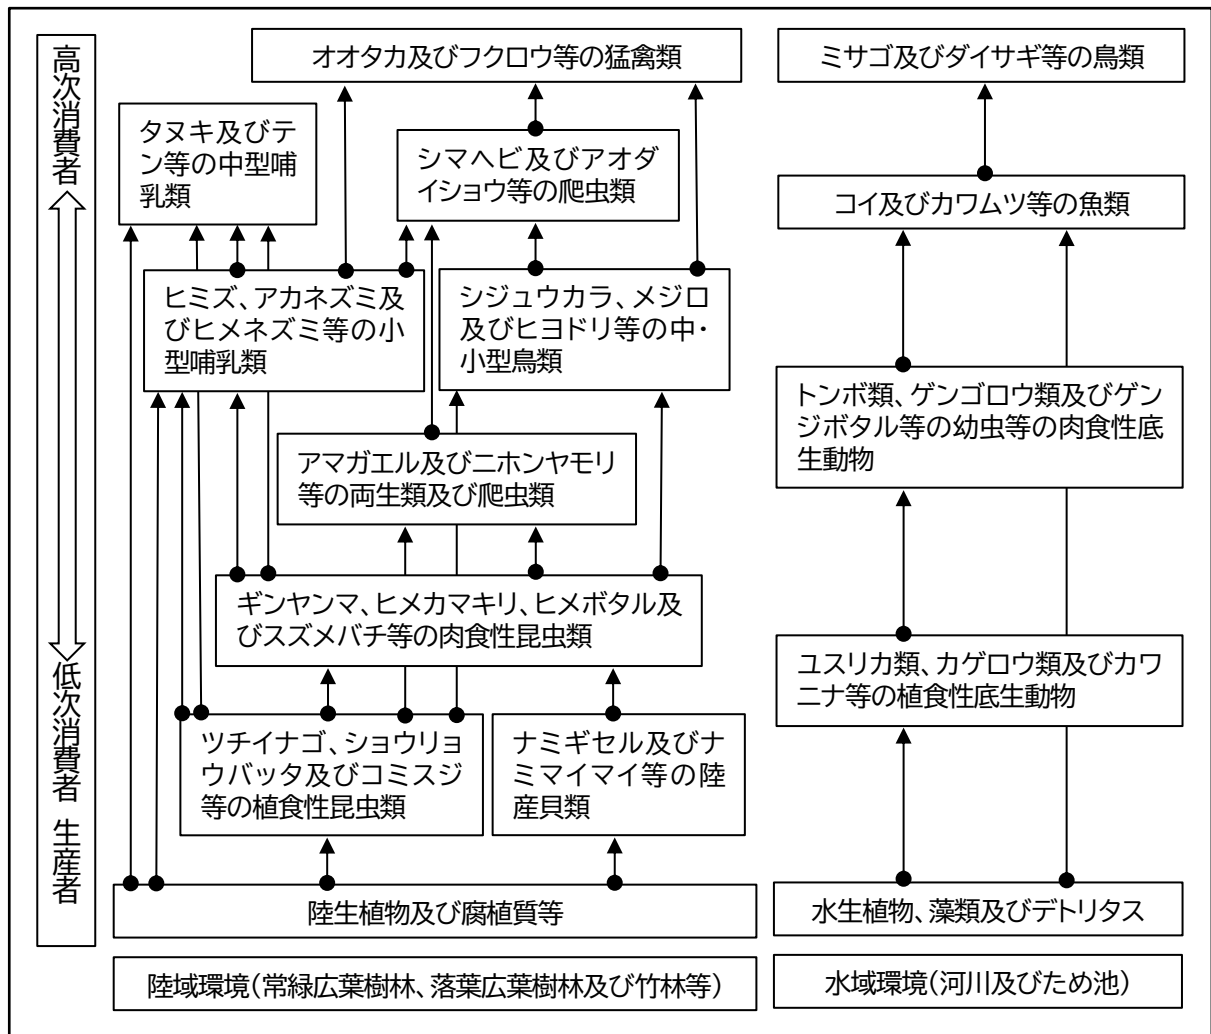 高次消費者
低次消費者
生産者
オオタカ及びフクロウ等の猛禽類
タヌキ及びテ
ン等の中型哺
乳類
シマヘビ及びアオダ
イショウ等の爬虫類
ヒミズ、アカネズミ及
びヒメネズミ等の小
型哺乳類
シジュウカラ、メジロ
及びヒヨドリ等の中・
小型鳥類
アマガエル及びニホンヤモリ
等の両生類及び爬虫類
ギンヤンマ、ヒメカマキリ、ヒメボタル及
びスズメバチ等の肉食性昆虫類
ツチイナゴ、ショウリョ
ウバッタ及びコミスジ
等の植食性昆虫類
ナミギセル及びナ
ミマイマイ等の陸
産貝類
陸生植物及び腐植質等
陸域環境(常緑広葉樹林、落葉広葉樹林及び竹林等)
ミサゴ及びダイサギ等の鳥類
コイ及びカワムツ等の魚類
トンボ類、ゲンゴロウ類及びゲン
ジボタル等の幼虫等の肉食性底
生動物
ユスリカ類、カゲロウ類及びカワ
ニナ等の植食性底生動物
水生植物、藻類及びデトリタス
水域環境(河川及びため池)